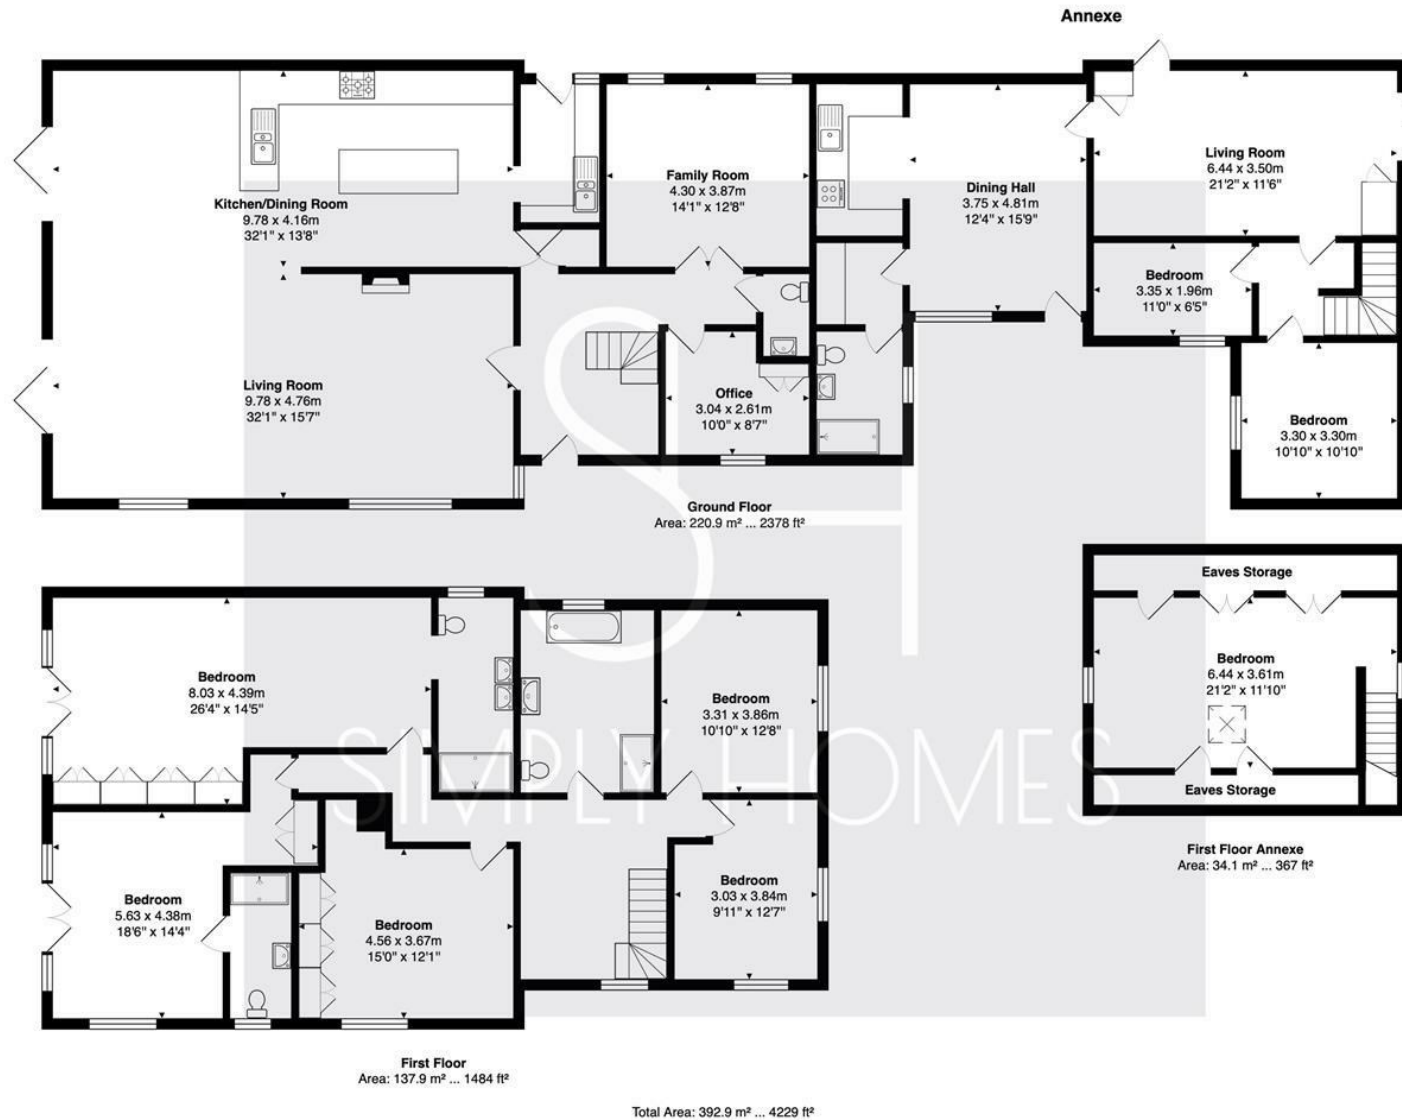 Annexe
Kitchen/Dining Room
9.78 x 4.16m
32'1" x 13'8"
Family Room
4.30 x 3.87m
14'1" x 12'8"
Dining Hall
3.75 x 4.81m
12'4" x 15'9"
Living Room
6.44 x 3.50m
21'2" x 11'6"
Bedroom
3.35 x 1.96m
11'0" x 6'5"
Living Room
9.78 x 4.76m
32'1" x 15'7"
Office
3.04 x 2.61m
10'0" x 8'7"
Bedroom
3.30 x 3.30m
10'10" x 10'10"
Ground Floor
Area: 220.9 m² ... 2378 ft²
SH
SIMPLY HOMES
Bedroom
8.03 x 4.39m
26'4" x 14'5"
Bedroom
3.31 x 3.86m
10'10" x 12'8"
Eaves Storage
Bedroom
6.44 x 3.61m
21'2" x 11'10"
Eaves Storage
First Floor Annexe
Area: 34.1 m² ... 367 ft²
Bedroom
5.63 x 4.38m
18'6" x 14'4"
Bedroom
4.56 x 3.67m
15'0" x 12'1"
Bedroom
3.03 x 3.84m
9'11" x 12'7"
First Floor
Area: 137.9 m² ... 1484 ft²
Total Area: 392.9 m² ... 4229 ft²